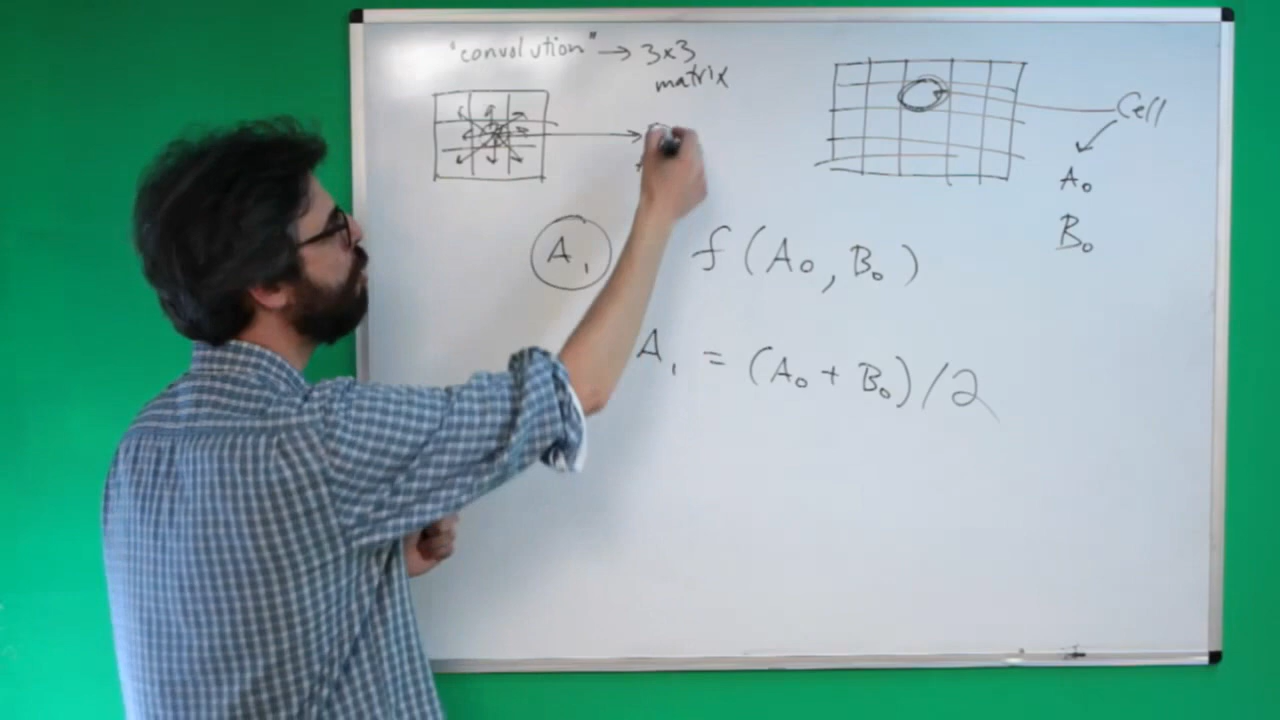 "convolution" → 3x3
matrix
Cell
A₀
B₀
A₁
f(A₀, B₀)
A₁ = (A₀ + B₀)/2